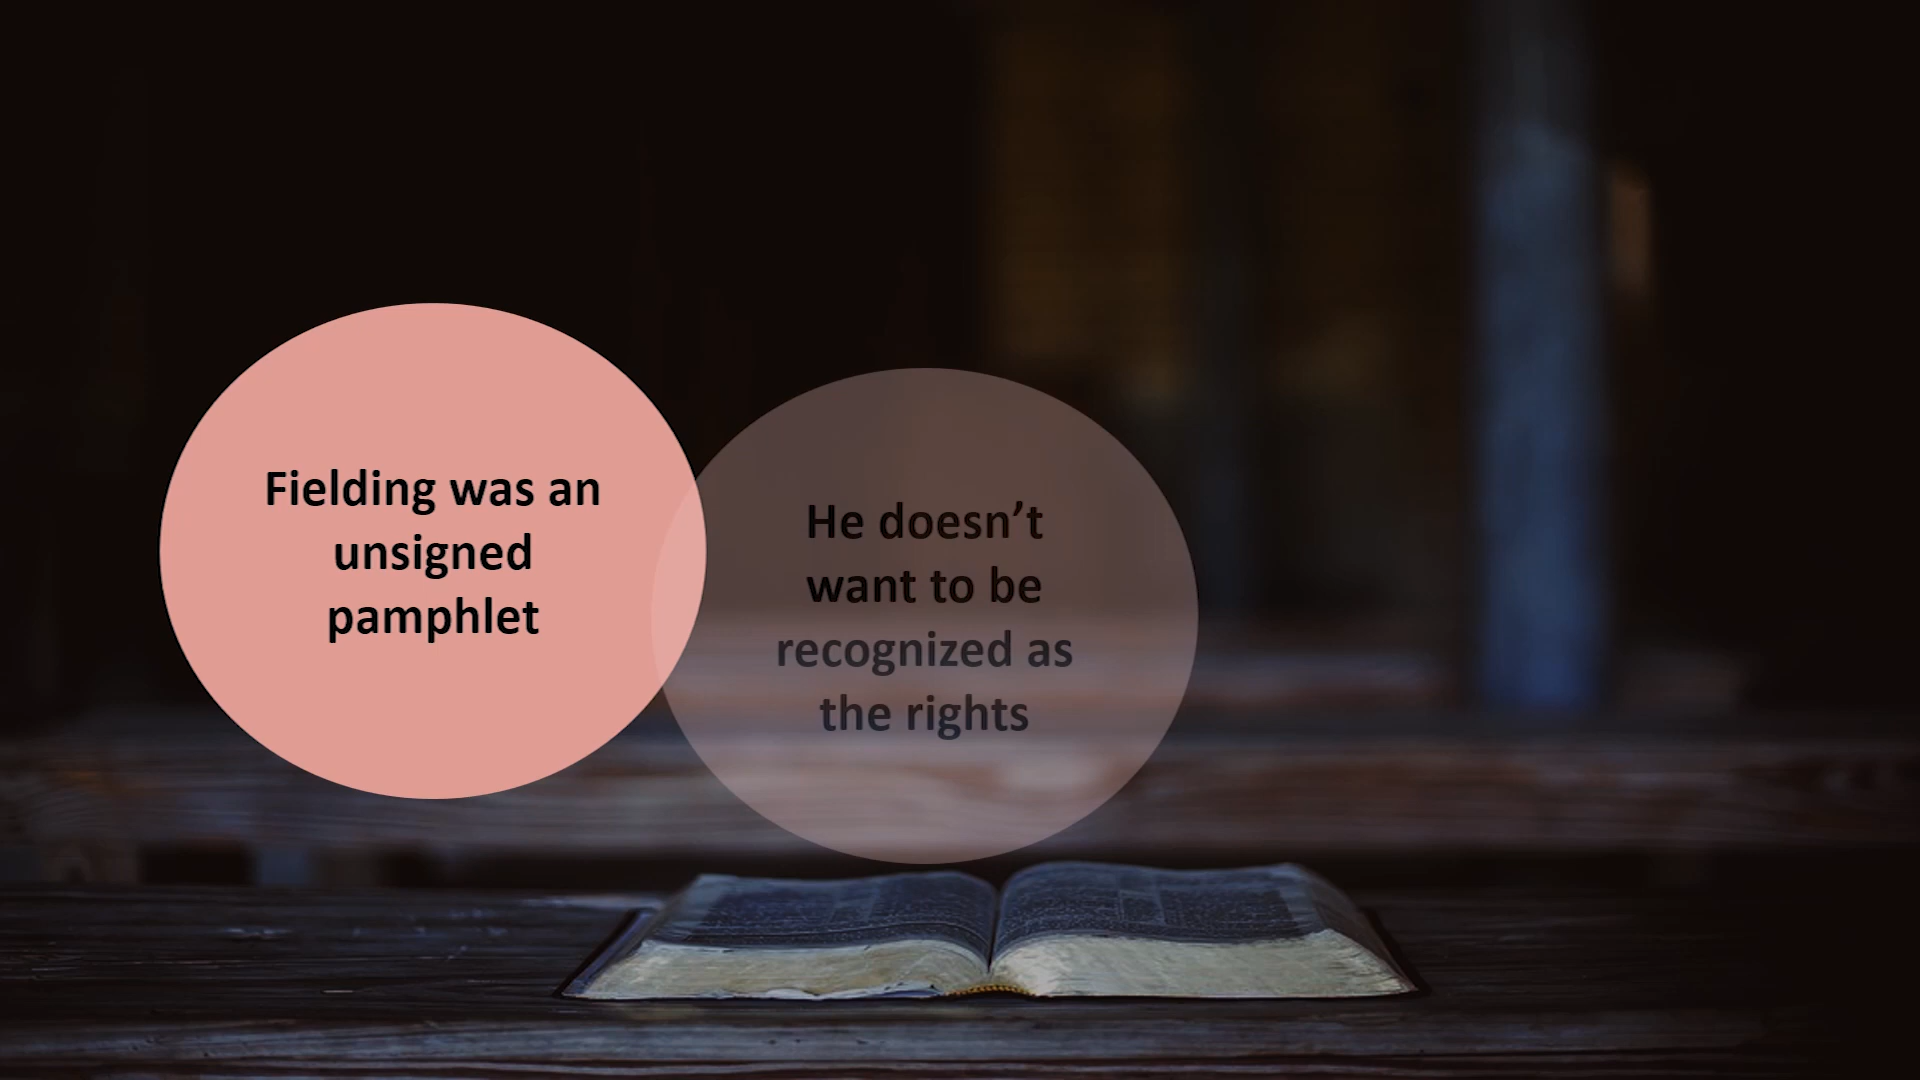 Fielding was an
unsigned
pamphlet
He doesn’t
want to be
recognized as
the rights